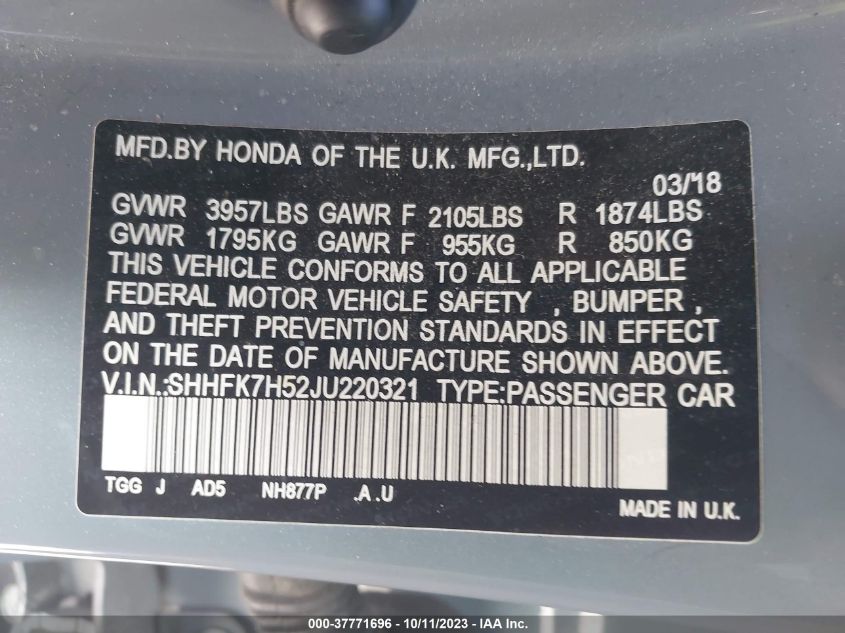 MFD.BY HONDA OF THE U.K. MFG.,LTD.
03/'18
GVWR 3957LBS GAWR F 2105LBS R 1874LBS
GVWR 1795KG GAWR F 955KG R 850KG
THIS VEHICLE CONFORMS TO ALL APPLICABLE
FEDERAL MOTOR VEHICLE SAFETY , BUMPER ,
AND THEFT PREVENTION STANDARDS IN EFFECT
ON THE DATE OF MANUFACTURE SHOWN ABOVE.
V.I.N.:SHHFK7H52JU220321 TYPE:PASSENGER CAR
TGG J AD5 NH877P .A .U
MADE IN U.K.
000-37771696 - 10/11/2023 - IAA Inc.